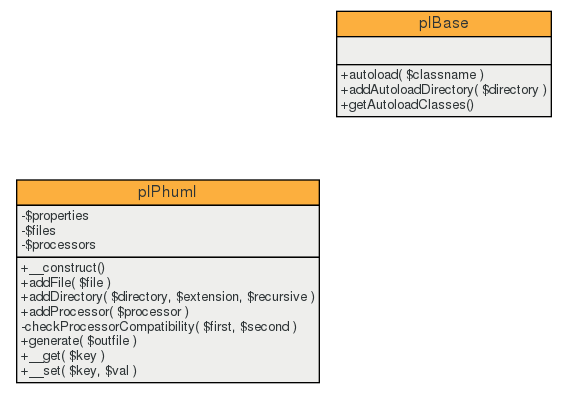 plBase
+autoload( $classname )
+addAutoloadDirectory( $directory )
+getAutoloadClasses()
plPhuml
-$properties
-$files
-$processors
+__construct()
+addFile( $file )
+addDirectory( $directory, $extension, $recursive )
+addProcessor( $processor )
-checkProcessorCompatibility( $first, $second )
+generate( $outfile )
+__get( $key )
+__set( $key, $val )